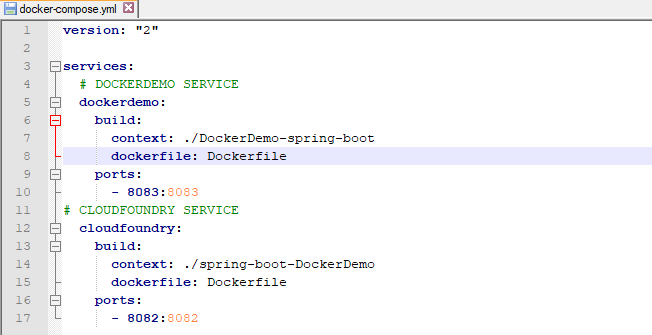 docker-compose.yml
1 version: "2"
2
3 services:
4   # DOCKERDEMO SERVICE
5   dockerdemo:
6     build:
7       context: ./DockerDemo-spring-boot
8       dockerfile: Dockerfile
9     ports:
10       - 8083:8083
11 # CLOUDFOUNDRY SERVICE
12   cloudfoundry:
13     build:
14       context: ./spring-boot-DockerDemo
15       dockerfile: Dockerfile
16     ports:
17       - 8082:8082